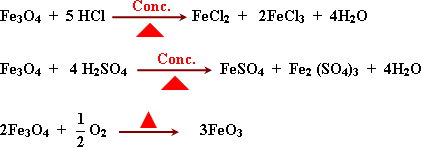 Fe₃O₄ + 5 HCl Conc. → FeCl₂ + 2FeCl₃ + 4H₂O
Fe₃O₄ + 4 H₂SO₄ Conc. → FeSO₄ + Fe₂ (SO₄)₃ + 4H₂O
2Fe₃O₄ + 1/2 O₂ → 3FeO₃